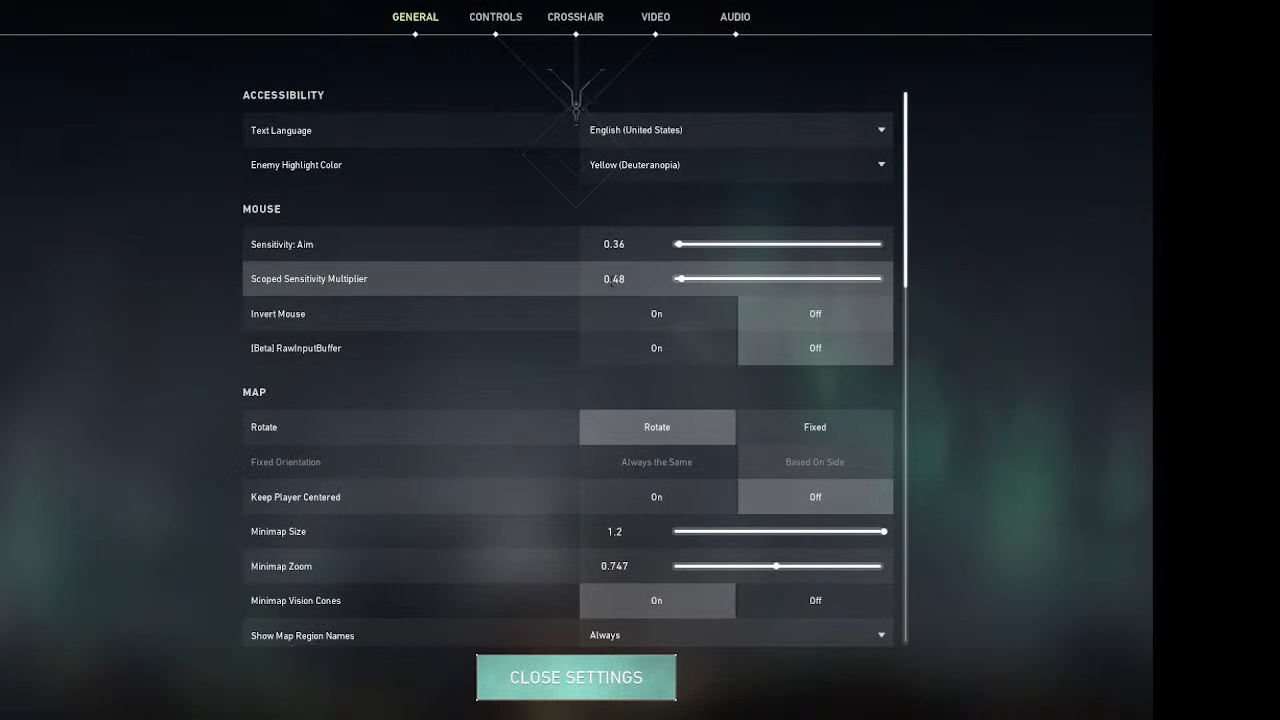 GENERAL CONTROLS CROSSHAIR VIDEO AUDIO
ACCESSIBILITY
Text Language English (United States)
Enemy Highlight Color Yellow (Deuteranopia)
MOUSE
Sensitivity: Aim 0.36
Scoped Sensitivity Multiplier 0.48
Invert Mouse On Off
[Beta] RawInputBuffer On Off
MAP
Rotate Rotate Fixed
Fixed Orientation Always the Same Based On Side
Keep Player Centered On Off
Minimap Size 1.2
Minimap Zoom 0.747
Minimap Vision Cones On Off
Show Map Region Names Always
CLOSE SETTINGS